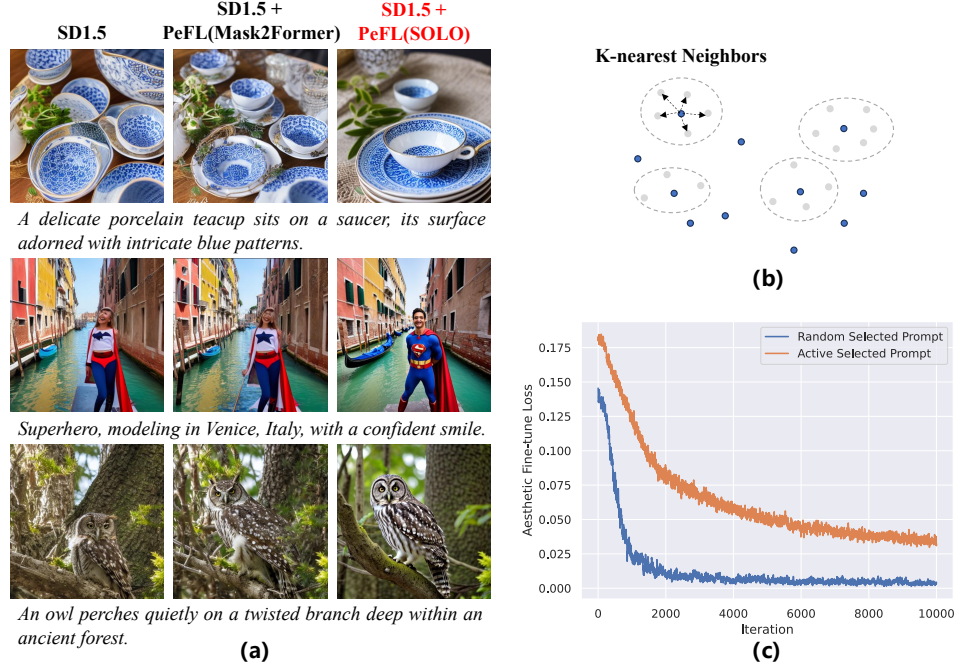 SD1.5
SD1.5 +
PeFL(Mask2Former)
SD1.5 +
PeFL(SOLO)
A delicate porcelain teacup sits on a saucer, its surface
adorned with intricate blue patterns.
Superhero, modeling in Venice, Italy, with a confident smile.
An owl perches quietly on a twisted branch deep within an
ancient forest.
(a)
K-nearest Neighbors
(b)
Random Selected Prompt
Active Selected Prompt
Aesthetic Fine-tune Loss
0.175
0.150
0.125
0.100
0.075
0.050
0.025
0.000
0 2000 4000 6000 8000 10000
Iteration
(c)